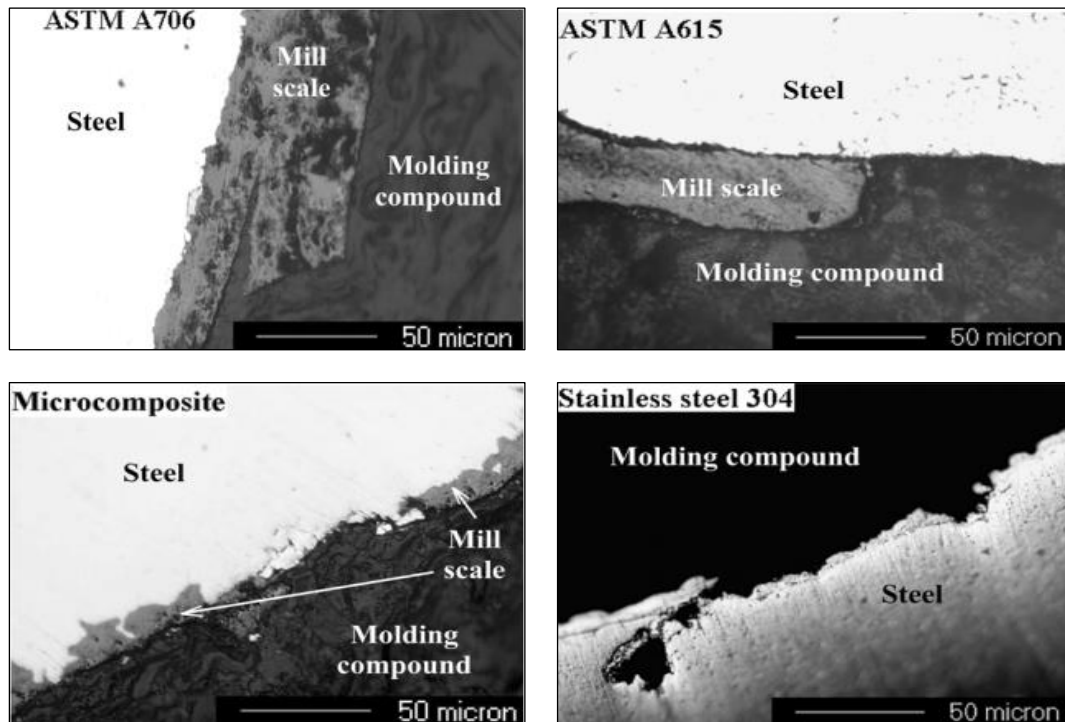 ASTM A706
Mill
scale
Steel
Molding
compound
50 micron
ASTM A615
Steel
Mill scale
Molding compound
50 micron
Microcomposite
Steel
Mill
scale
Molding
compound
50 micron
Stainless steel 304
Molding compound
Steel
50 micron